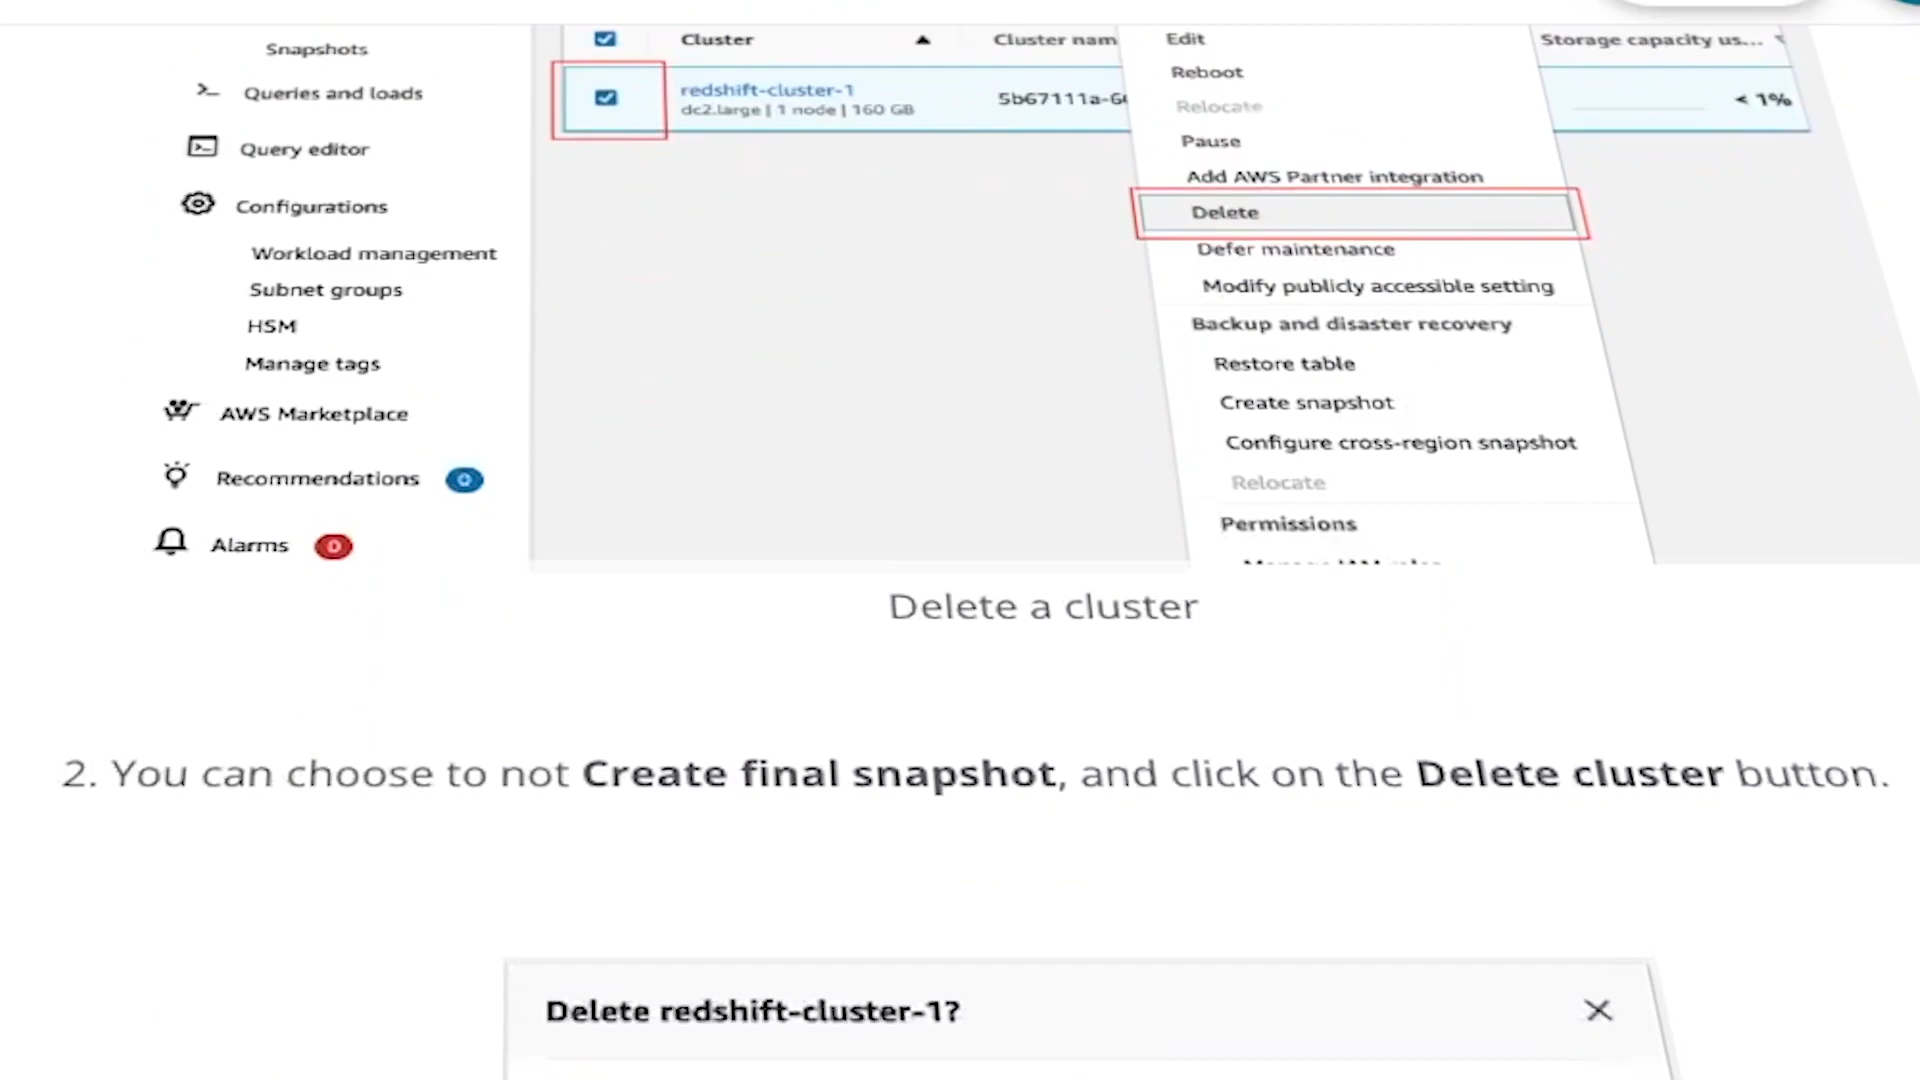 Snapshots
Queries and loads
Query editor
Configurations
Workload management
Subnet groups
HSM
Manage tags
AWS Marketplace
Recommendations 0
Alarms 0
Cluster Cluster nam Storage capacity us...
redshift-cluster-1
dc2.large | 1 node | 160 GB
5b67111a-6
< 1%
Edit
Reboot
Relocate
Pause
Add AWS Partner integration
Delete
Defer maintenance
Modify publicly accessible setting
Backup and disaster recovery
Restore table
Create snapshot
Configure cross-region snapshot
Relocate
Permissions
Delete a cluster
2. You can choose to not Create final snapshot, and click on the Delete cluster button.
Delete redshift-cluster-1?